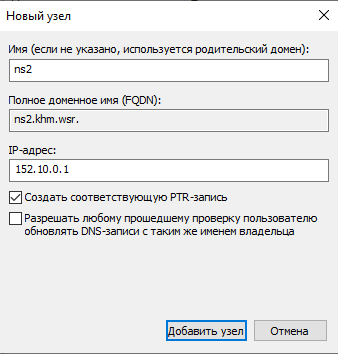 Новый узел
Имя (если не указано, используется родительский домен):
ns2
Полное доменное имя (FQDN):
ns2.khm.wsr.
IP-адрес:
152.10.0.1
Создать соответствующую PTR-запись
Разрешать любому прошедшему проверку пользователю
обновлять DNS-записи с таким же именем владельца
Добавить узел
Отмена